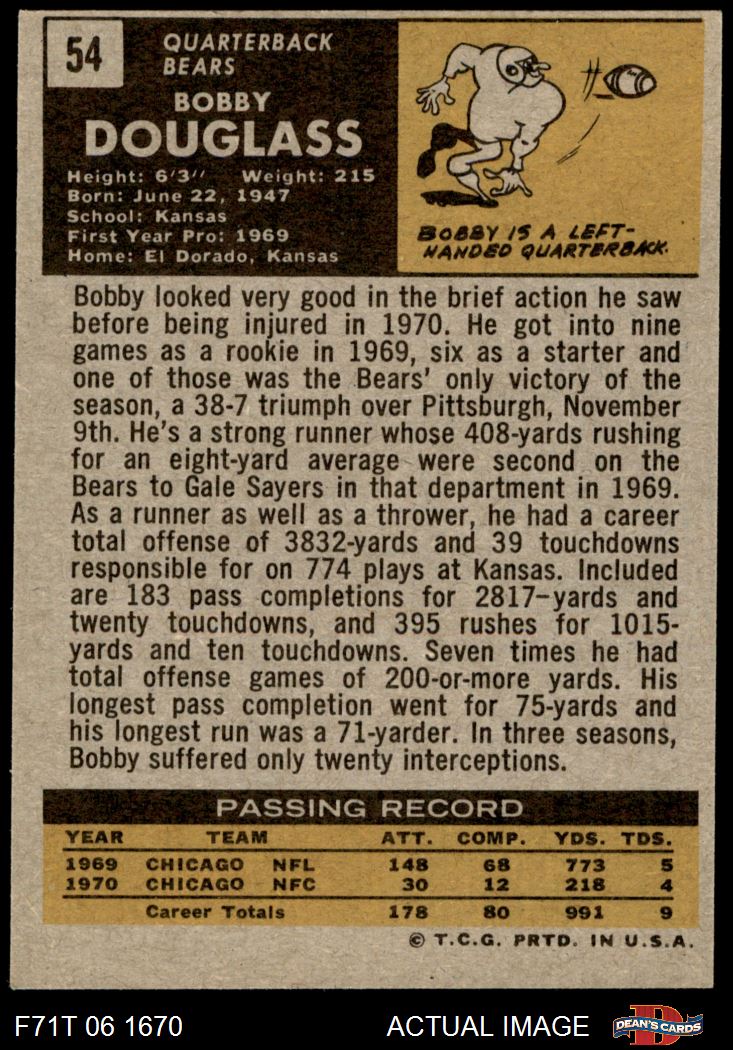 54
QUARTERBACK
BEARS
BOBBY
DOUGLASS
Height: 6'3" Weight: 215
Born: June 22, 1947
School: Kansas
First Year Pro: 1969
Home: El Dorado, Kansas
#
BOBBY IS A LEFT-
HANDED QUARTERBACK.
Bobby looked very good in the brief action he saw
before being injured in 1970. He got into nine
games as a rookie in 1969, six as a starter and
one of those was the Bears' only victory of the
season, a 38-7 triumph over Pittsburgh, November
9th. He's a strong runner whose 408-yards rushing
for an eight-yard average were second on the
Bears to Gale Sayers in that department in 1969.
As a runner as well as a thrower, he had a career
total offense of 3832-yards and 39 touchdowns
responsible for on 774 plays at Kansas. Included
are 183 pass completions for 2817-yards and
twenty touchdowns, and 395 rushes for 1015-
yards and ten touchdowns. Seven times he had
total offense games of 200-or-more yards. His
longest pass completion went for 75-yards and
his longest run was a 71-yarder. In three seasons,
Bobby suffered only twenty interceptions.
PASSING RECORD
YEAR TEAM ATT. COMP. YDS. TDS.
1969 CHICAGO NFL 148 68 773 5
1970 CHICAGO NFC 30 12 218 4
Career Totals 178 80 991 9
© T.C.G. PRTD. IN U.S.A.
F71T 06 1670 ACTUAL IMAGE D DEAN'S CARDS